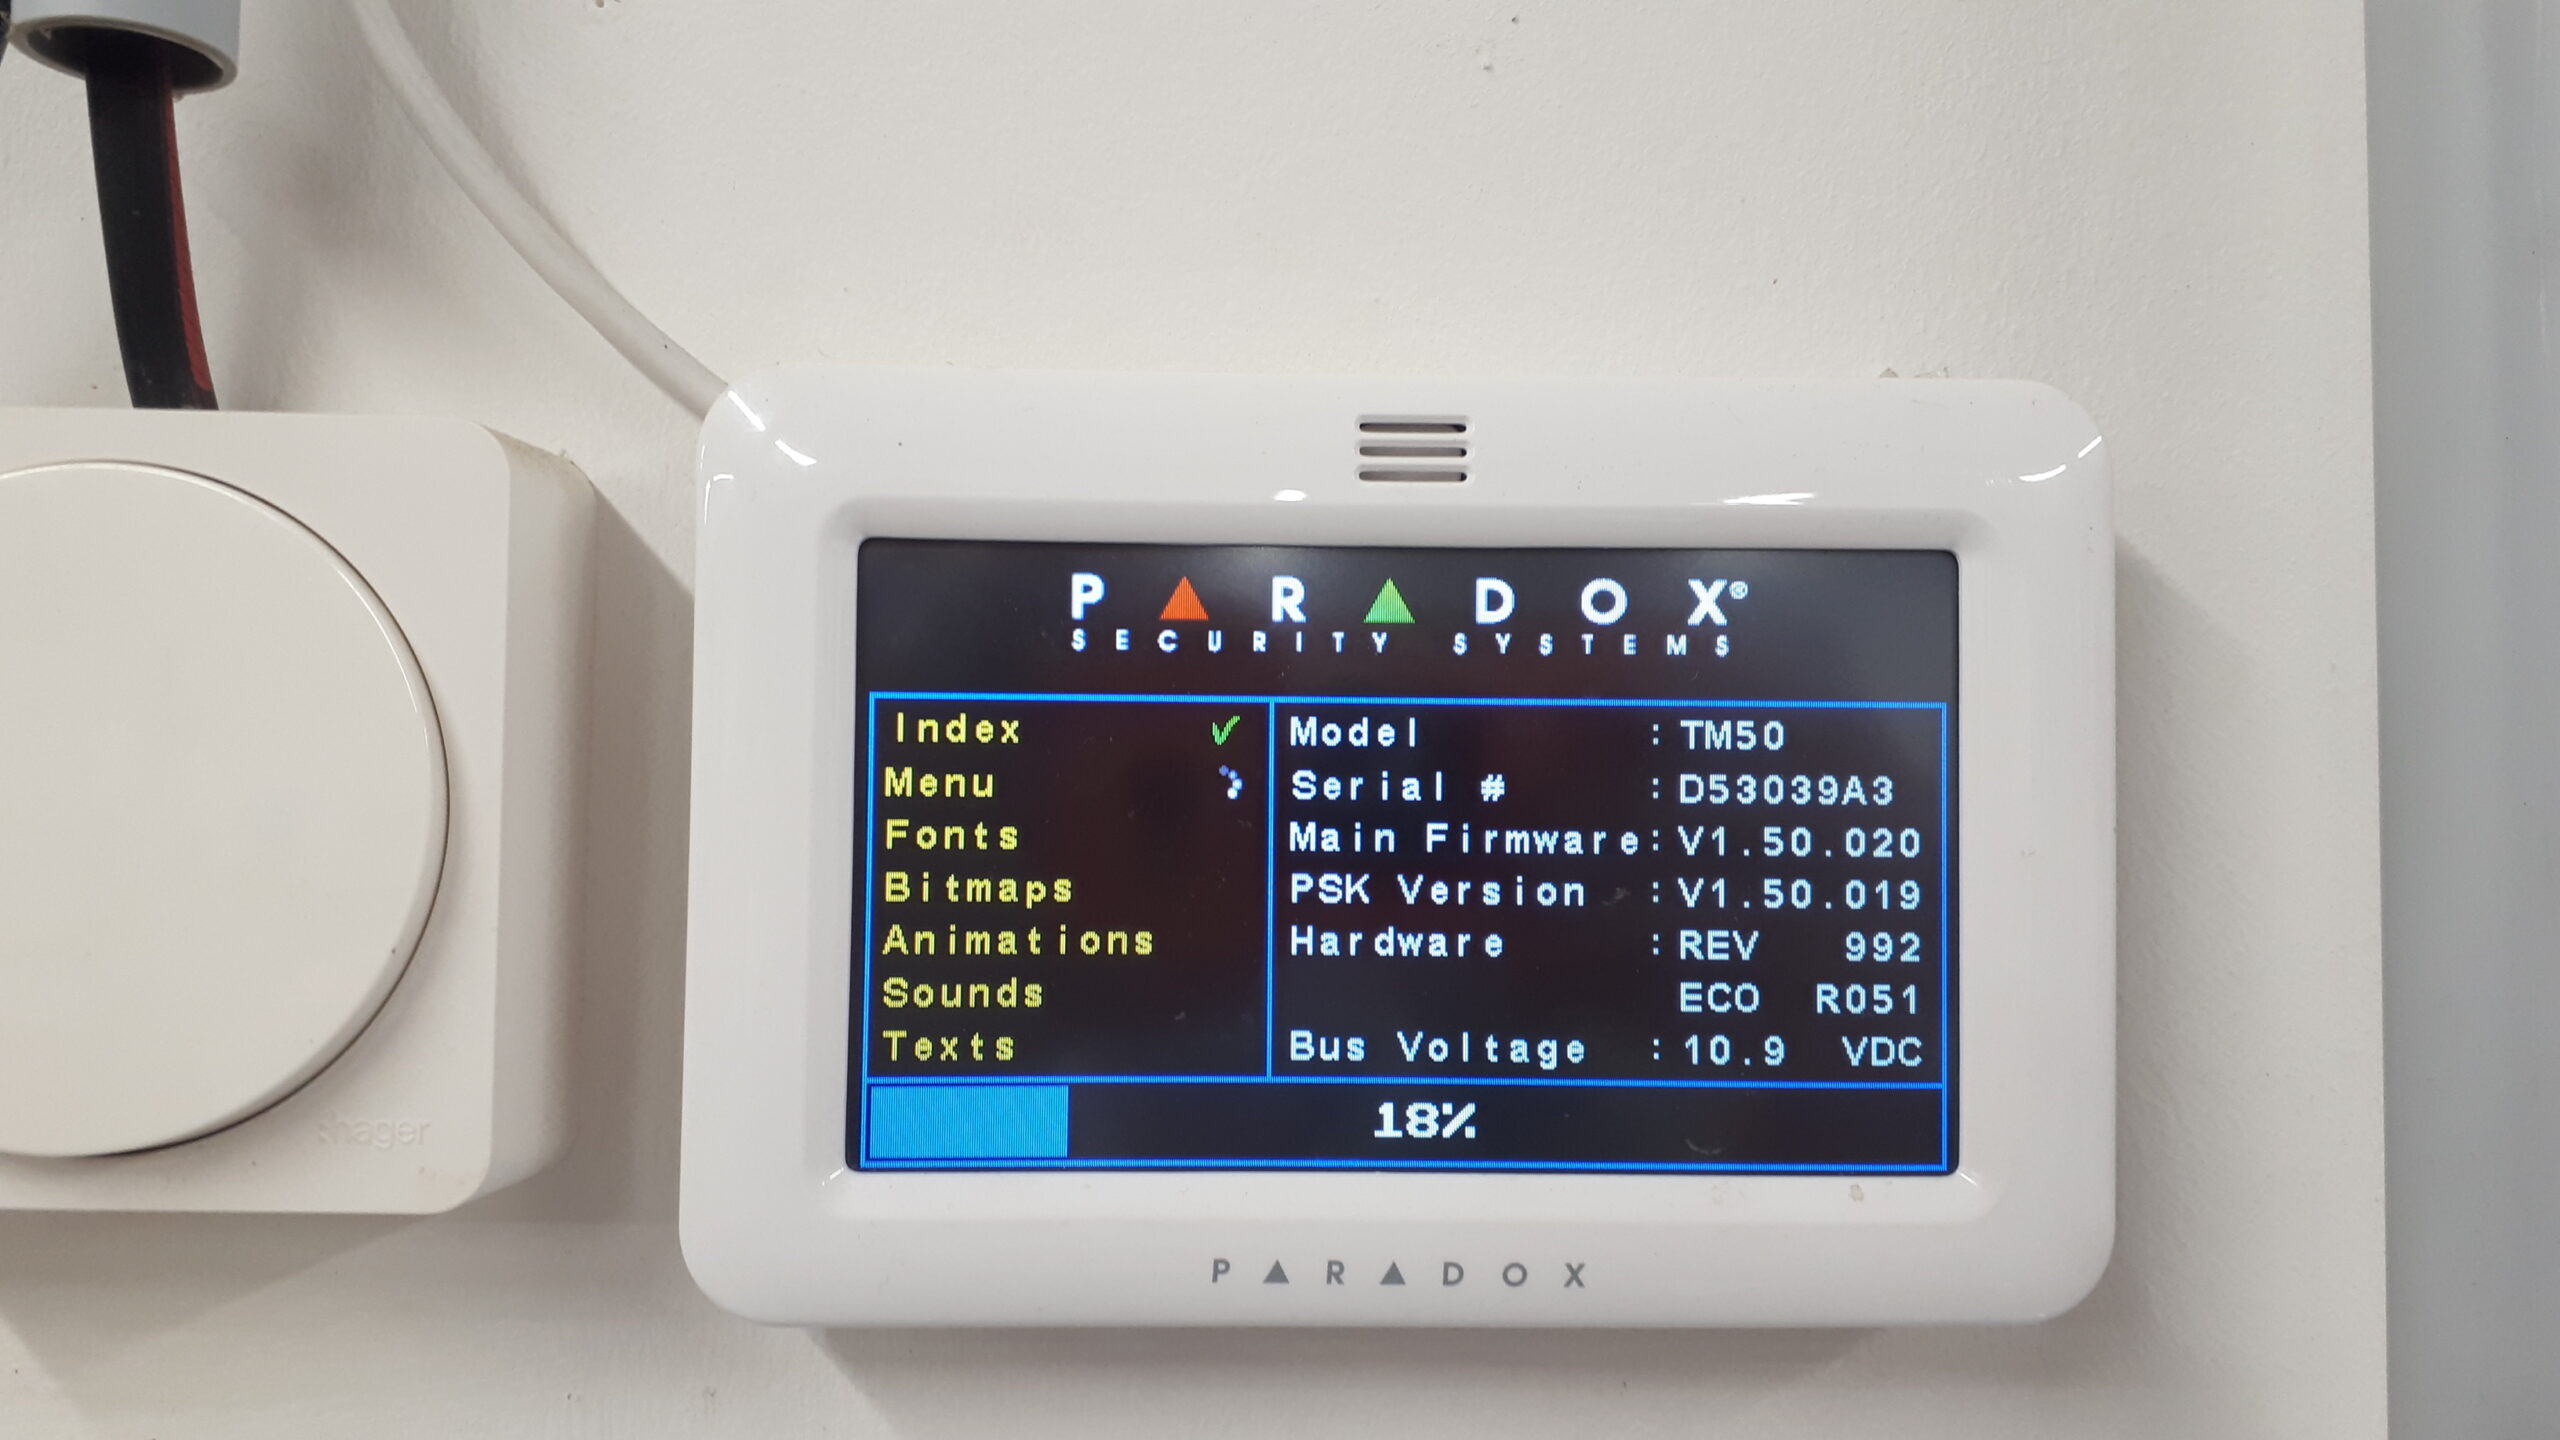 PARADOX®
SECURITY SYSTEMS
Index
Menu
Fonts
Bitmaps
Animations
Sounds
Texts
Model : TM50
Serial # : D53039A3
Main Firmware: V1.50.020
PSK Version : V1.50.019
Hardware : REV 992
ECO R051
Bus Voltage : 10.9 VDC
18%
PARADOX
hager